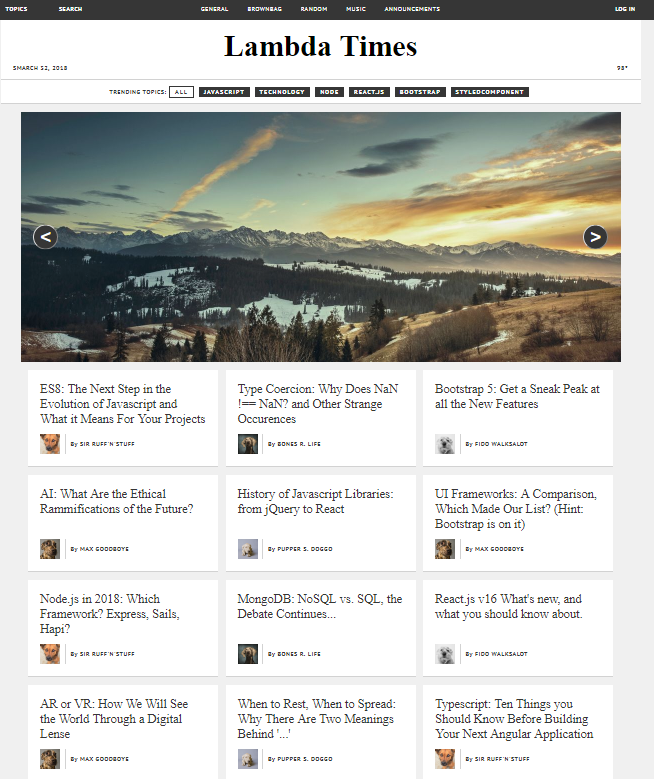 TOPICS SEARCH GENERAL BROWNBAG RANDOM MUSIC ANNOUNCEMENTS LOG IN
Lambda Times
SMARCH 32, 2018 98°
TRENDING TOPICS: ALL JAVASCRIPT TECHNOLOGY NODE REACT.JS BOOTSTRAP STYLEDCOMPONENT
< >
ES8: The Next Step in the
Evolution of Javascript and
What it Means For Your Projects
By SIR RUFF'N'STUFF
Type Coercion: Why Does NaN
!== NaN? and Other Strange
Occurences
By BONES R. LIFE
Bootstrap 5: Get a Sneak Peak at
all the New Features
By FIDO WALKSALOT
AI: What Are the Ethical
Rammifications of the Future?
By MAX GOODBOYE
History of Javascript Libraries:
from jQuery to React
By PUPPER S. DOGGO
UI Frameworks: A Comparison,
Which Made Our List? (Hint:
Bootstrap is on it)
By MAX GOODBOYE
Node.js in 2018: Which
Framework? Express, Sails,
Hapi?
By SIR RUFF'N'STUFF
MongoDB: NoSQL vs. SQL, the
Debate Continues...
By BONES R. LIFE
React.js v16 What's new, and
what you should know about.
By FIDO WALKSALOT
AR or VR: How We Will See
the World Through a Digital
Lense
By MAX GOODBOYE
When to Rest, When to Spread:
Why There Are Two Meanings
Behind '...'
By PUPPER S. DOGGO
Typescript: Ten Things you
Should Know Before Building
Your Next Angular Application
By SIR RUFF'N'STUFF